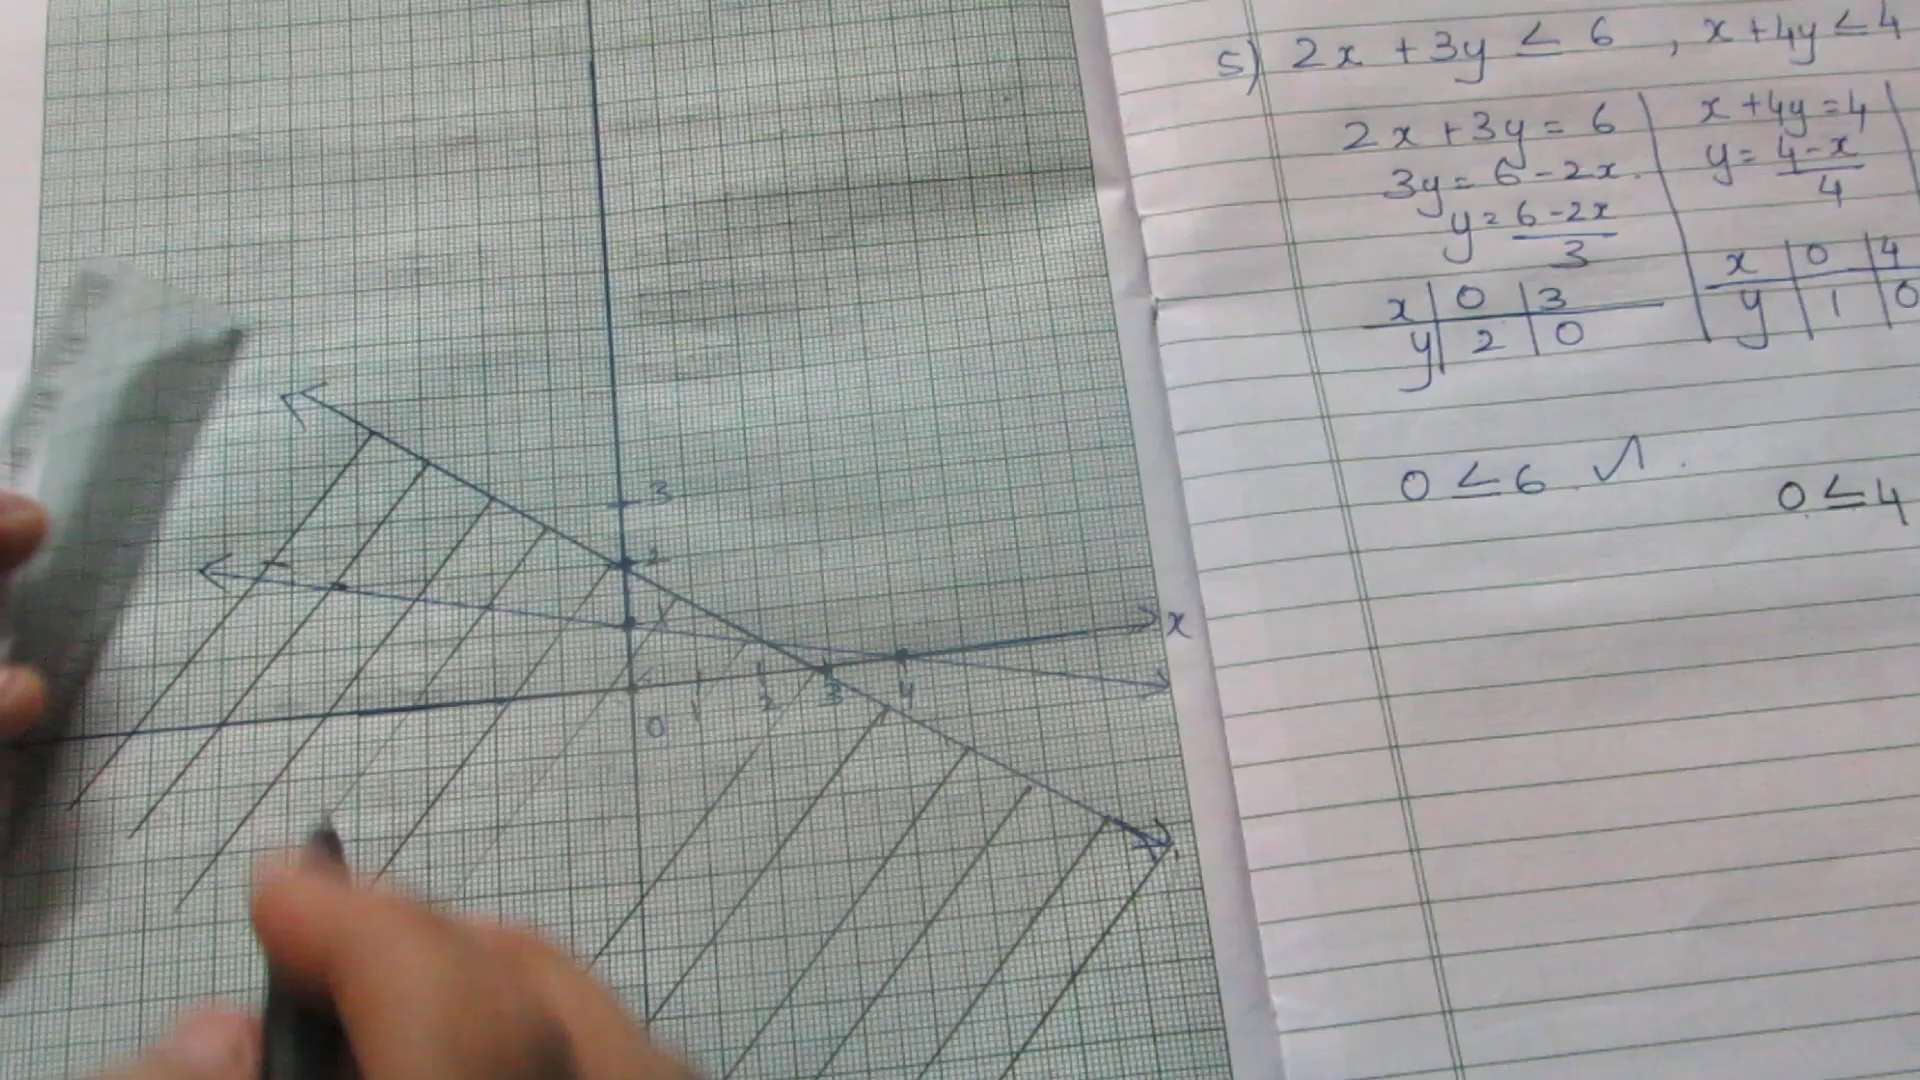 5) 2x + 3y ≤ 6 , x + 4y ≤ 4
2x + 3y = 6
3y = 6 - 2x
y = 6 - 2x / 3
x | 0 | 3
y | 2 | 0
x + 4y = 4
y = 4 - x / 4
x | 0 | 4
y | 1 | 0
0 ≤ 6
0 ≤ 4
3
2
1
x
0 1 2 3 4